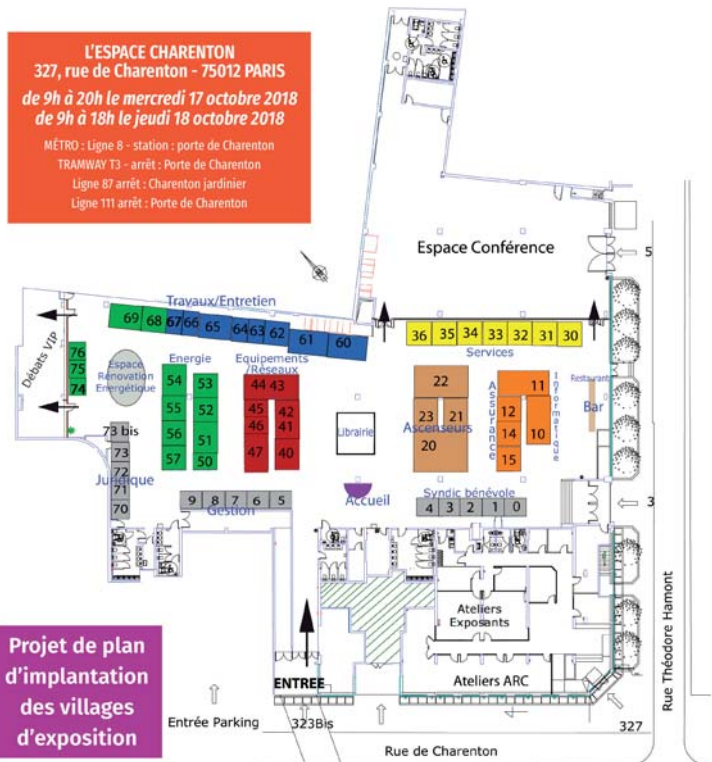 L'ESPACE CHARENTON
327, rue de Charenton - 75012 PARIS
de 9h à 20h le mercredi 17 octobre 2018
de 9h à 18h le jeudi 18 octobre 2018
MÉTRO : Ligne 8 - station : porte de Charenton
TRAMWAY T3 - arrêt : Porte de Charenton
Ligne 87 arrêt : Charenton jardinier
Ligne 111 arrêt : Porte de Charenton
Espace Conférence
5
Travaux/Entretien
69 68 67 66 65 64 63 62 61 60
36 35 34 33 32 31 30
Services
Débats VIP
76
75
74
Espace
Rénovation
Energétique
Energie
54 53
55 52
56 51
57 50
Equipements
/Réseaux
44 43
45 42
46 41
47 40
Librairie
22
23 21
Ascenseurs
20
Assurance
12
14
15
11
10
Informatique
Restaurant
Bar
73 bis
73
72
Juridique
71
70
9 8 7 6 5
Gestion
Accueil
Syndic bénévole
4 3 2 1 0
3
Ateliers
Exposants
Ateliers ARC
ENTREE
Projet de plan
d'implantation
des villages
d'exposition
Entrée Parking
323Bis
327
Rue de Charenton
Rue Théodore Hamont